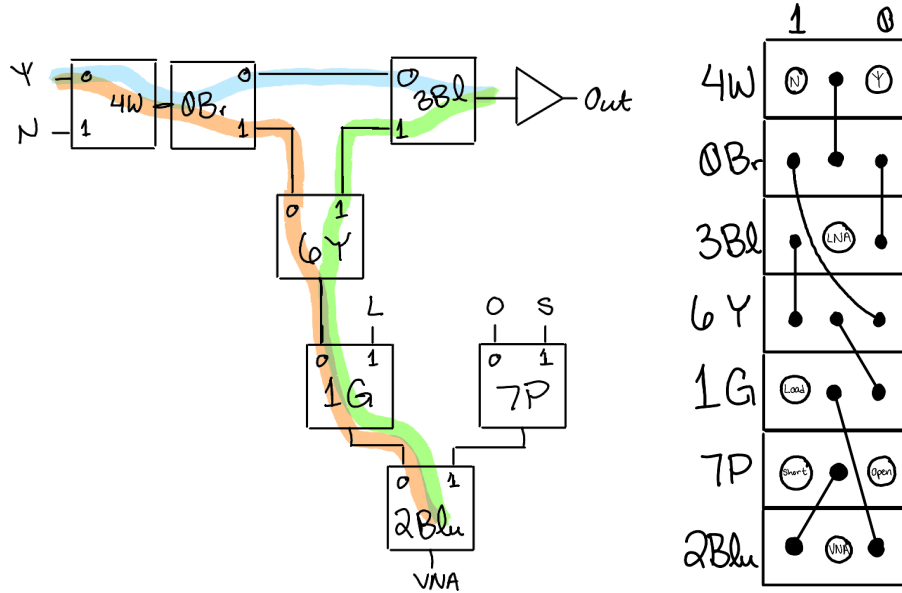 1 0
Ψ 0 4W 0Br 0 0 3Bl Out
N 1 1 1
0 1
6Y
L O S
0 1 0 1
1G 7P
0 1
2Blu
VNA
4W N Y
0Br
3Bl LNA
6Y
1G Load
7P Short Open
2Blu VNA